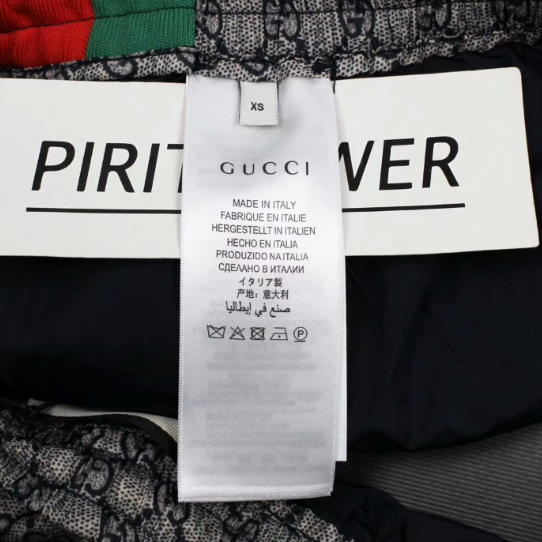 XS
PIRIT WER
GUCCI
MADE IN ITALY
FABRIQUE EN ITALIE
HERGESTELLT IN ITALIEN
HECHO EN ITALIA
PRODUZIDO NA ITALIA
СДЕЛАНО В ИТАЛИИ
イタリア製
产地：意大利
صنع في إيطاليا